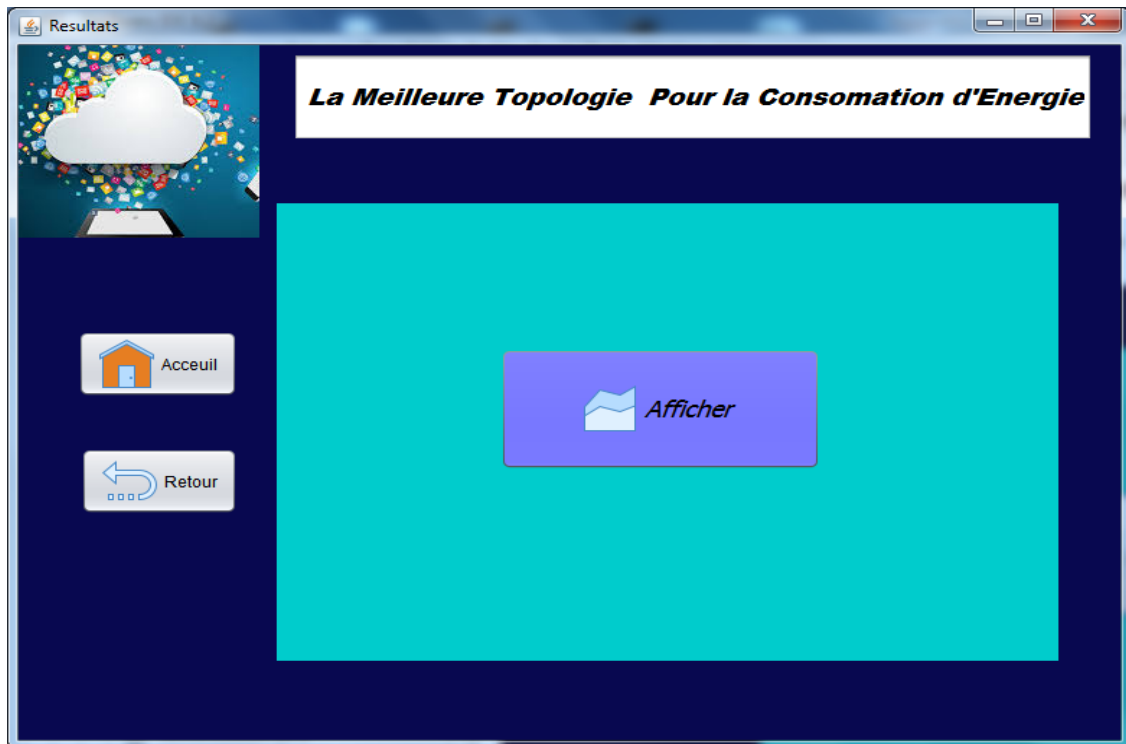 Resultats
La Meilleure Topologie Pour la Consomation d'Energie
Acceuil
Afficher
Retour